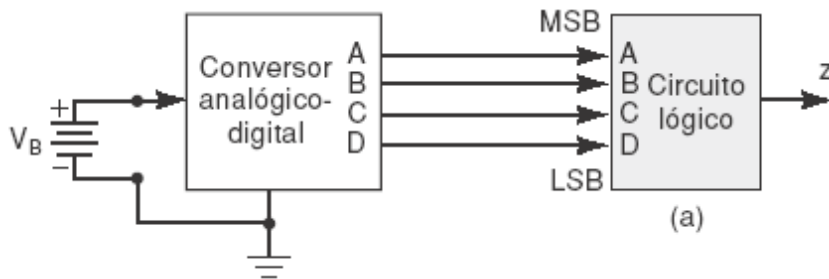 MSB
Conversor
analógico-
digital
A
B
C
D
A
B
C
D
Circuito
lógico
z
+
V_B
−
LSB
(a)